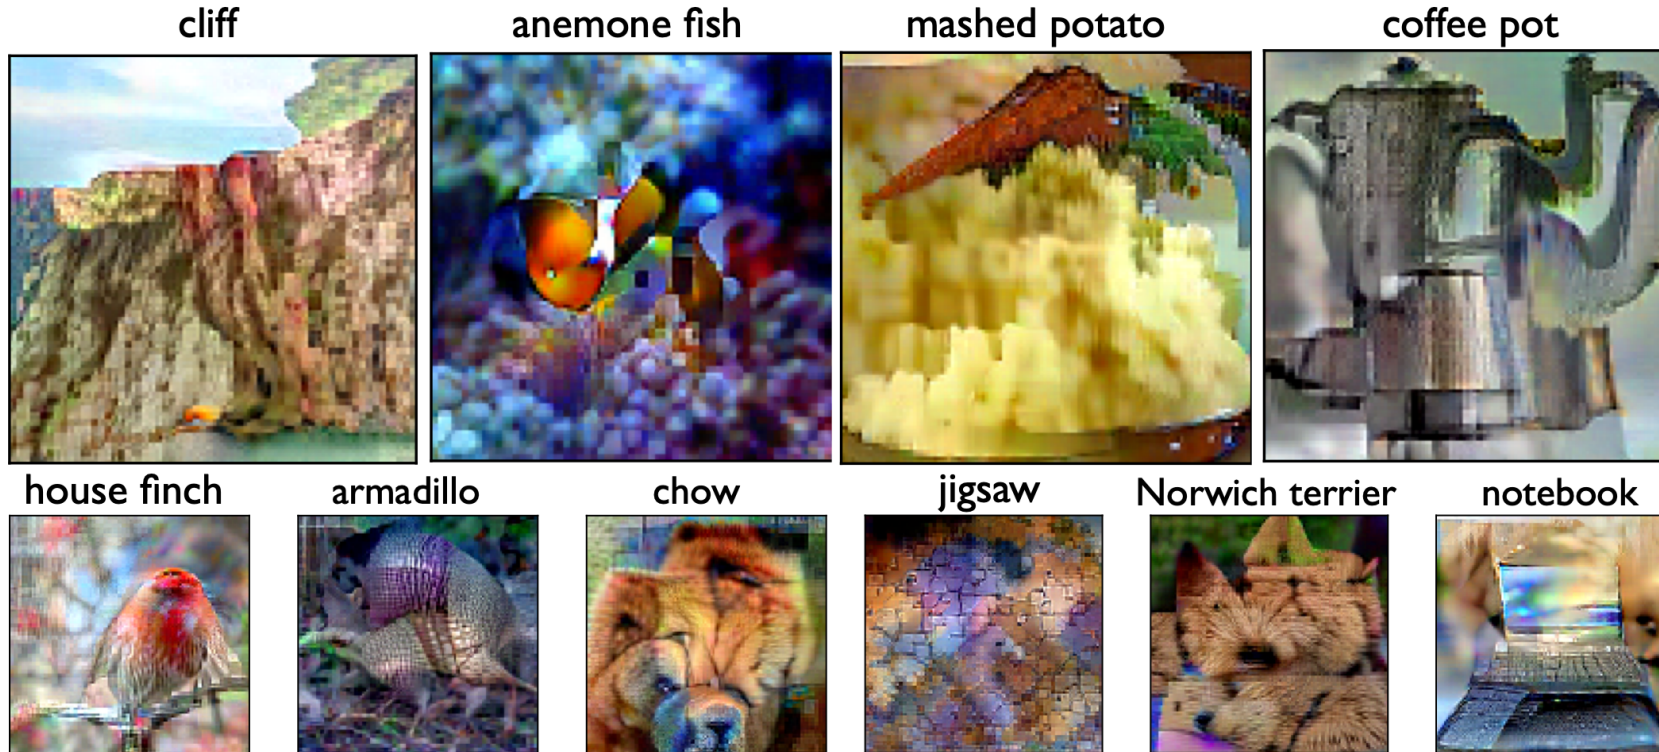 cliff
anemone fish
mashed potato
coffee pot
house finch
armadillo
chow
jigsaw
Norwich terrier
notebook